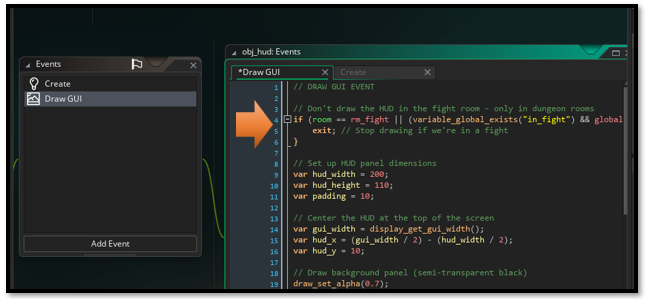 Events
Create
Draw GUI
Add Event
obj_hud: Events
*Draw GUI
Create
1 // DRAW GUI EVENT
2
3 // Don't draw the HUD in the fight room - only in dungeon rooms
4 if (room == rm_fight || (variable_global_exists("in_fight") && global
5 exit; // Stop drawing if we're in a fight
6 }
7
8 // Set up HUD panel dimensions
9 var hud_width = 200;
10 var hud_height = 110;
11 var padding = 10;
12
13 // Center the HUD at the top of the screen
14 var gui_width = display_get_gui_width();
15 var hud_x = (gui_width / 2) - (hud_width / 2);
16 var hud_y = 10;
17
18 // Draw background panel (semi-transparent black)
19 draw_set_alpha(0.7);